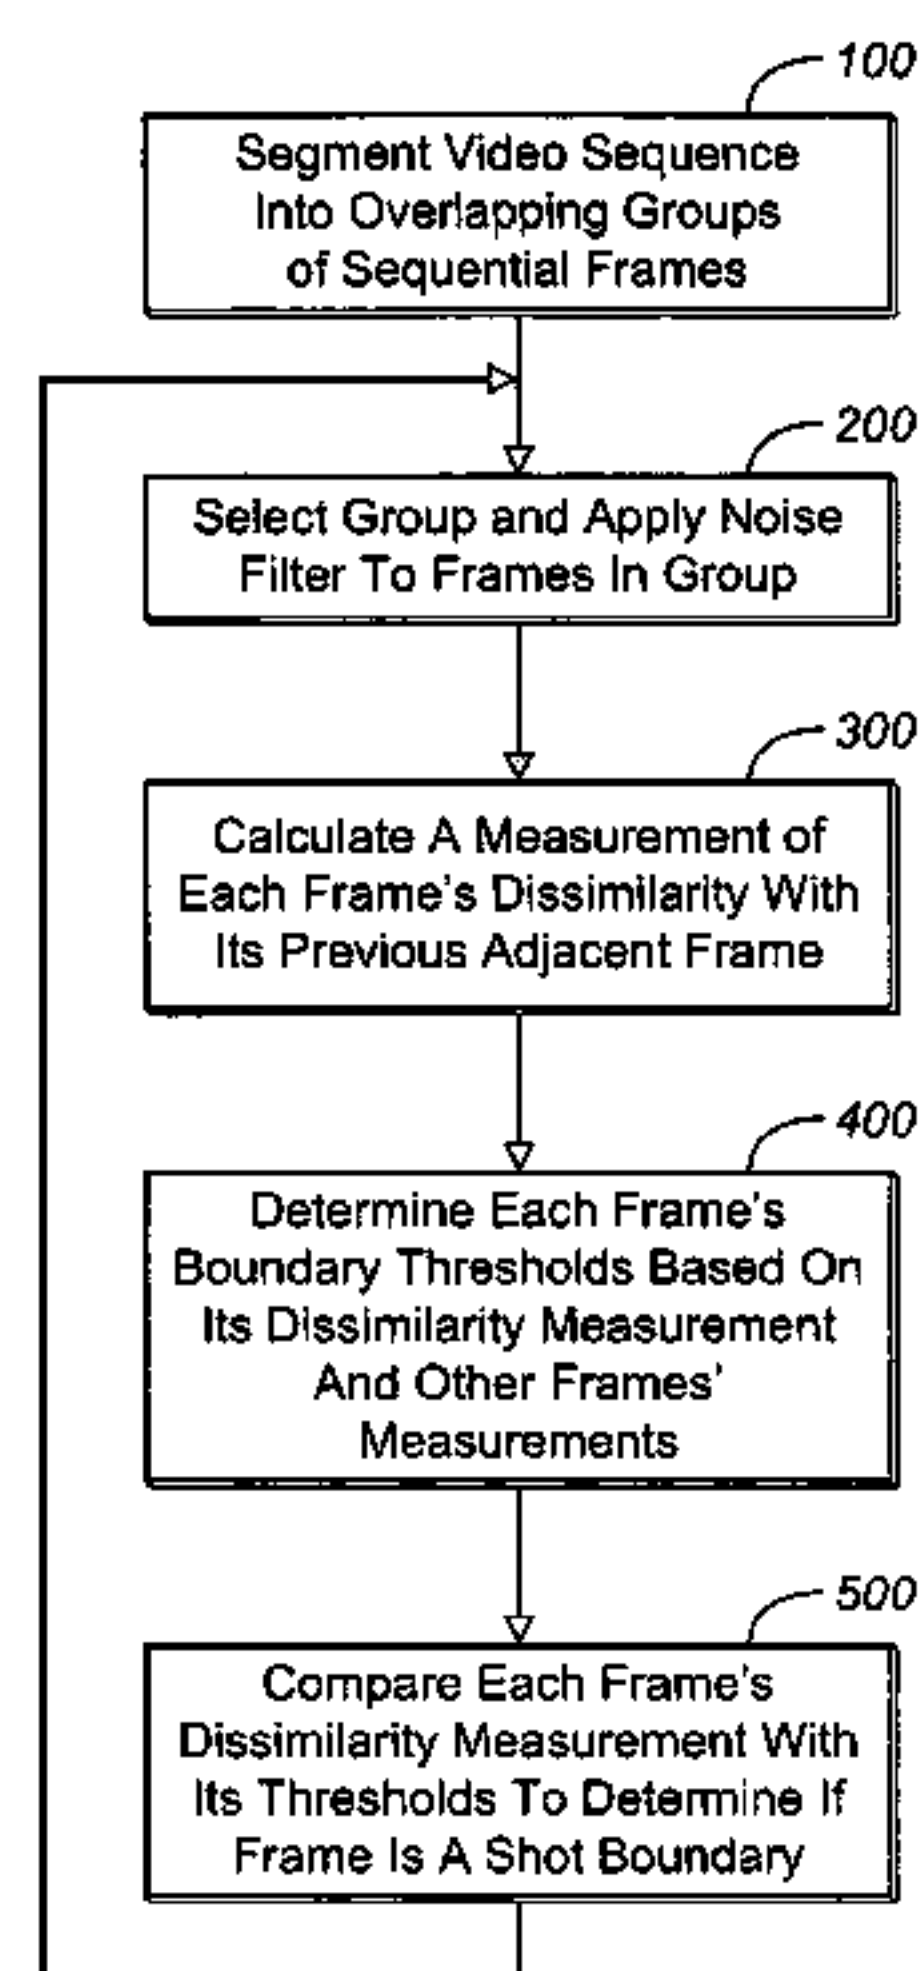 100
Segment Video Sequence
Into Overlapping Groups
of Sequential Frames
200
Select Group and Apply Noise
Filter To Frames In Group
300
Calculate A Measurement of
Each Frame's Dissimilarity With
Its Previous Adjacent Frame
400
Determine Each Frame's
Boundary Thresholds Based On
Its Dissimilarity Measurement
And Other Frames'
Measurements
500
Compare Each Frame's
Dissimilarity Measurement With
Its Thresholds To Determine If
Frame Is A Shot Boundary